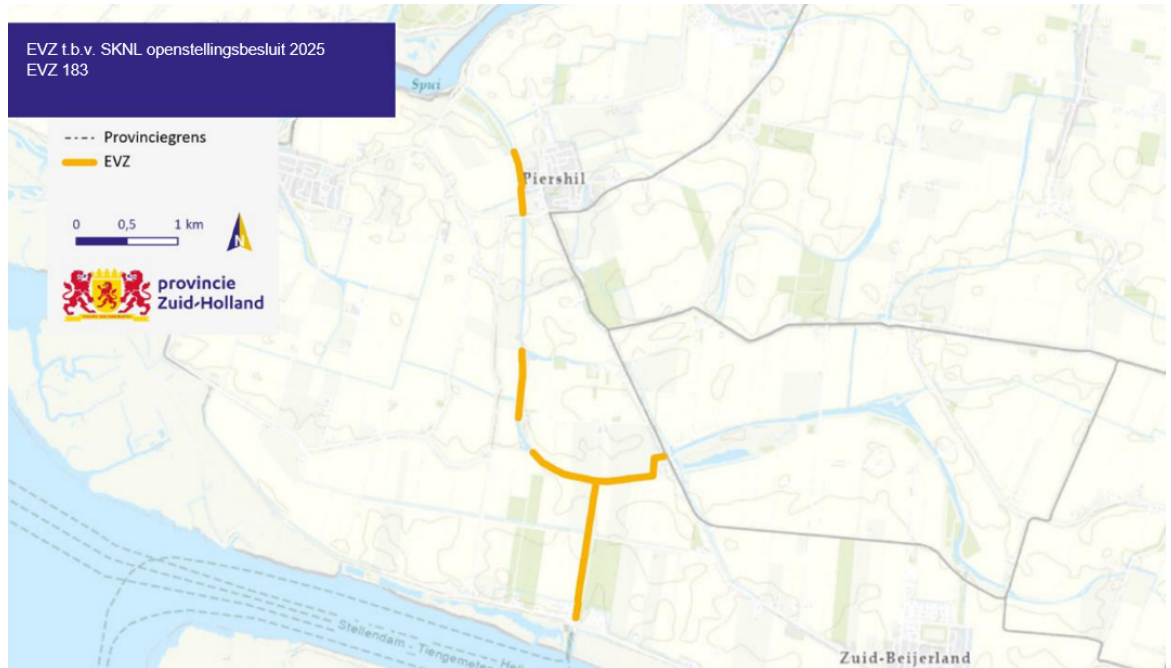 EVZ t.b.v. SKNL openstellingsbesluit 2025
EVZ 183
Spui
Provinciegrens
EVZ
Piershil
0 0,5 1 km
N
provincie
Zuid-Holland
Stellendam - Tiengemeten
Zuid-Beijerland